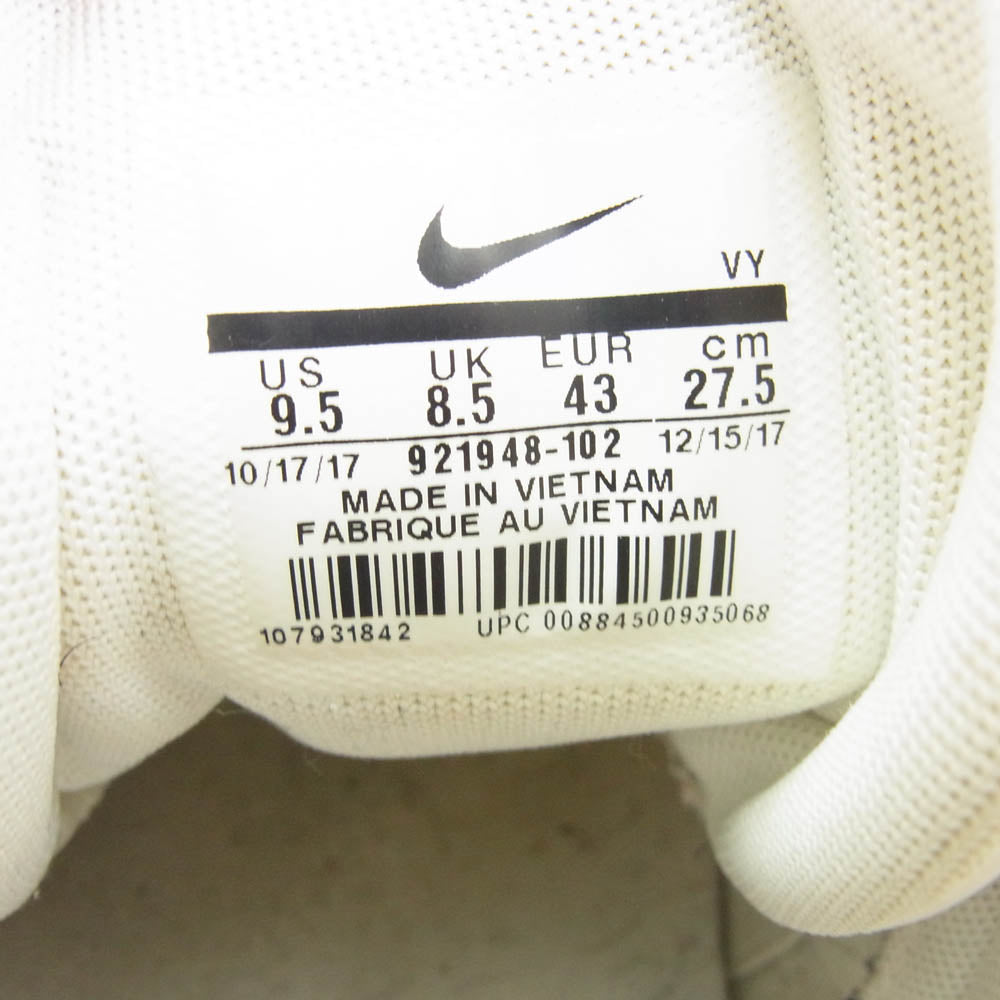 VY
US UK EUR cm
9.5 8.5 43 27.5
10/17/17 921948-102 12/15/17
MADE IN VIETNAM
FABRIQUE AU VIETNAM
107931842 UPC 00884500935068